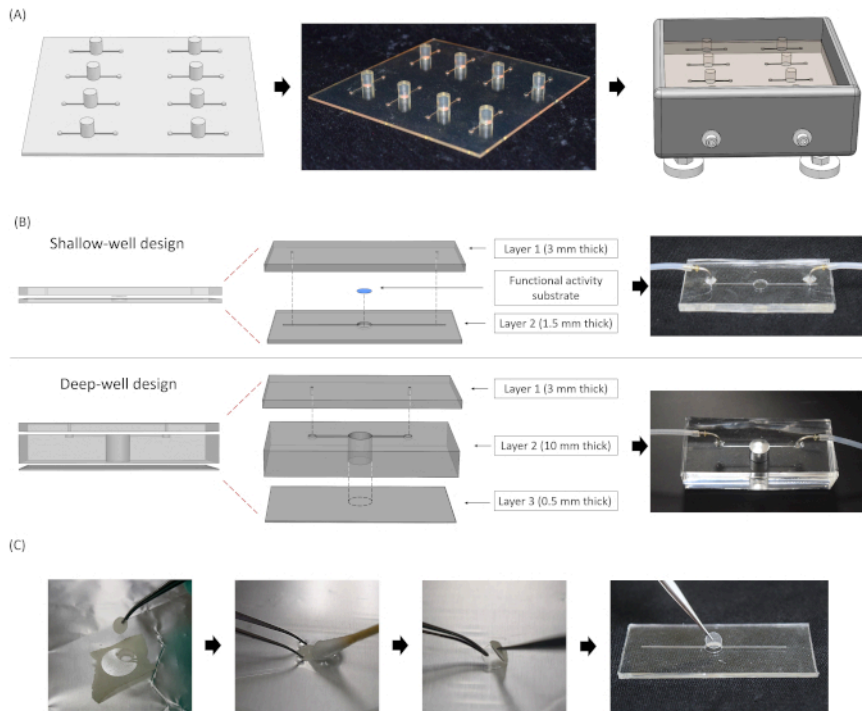 (A)
(B)
Shallow-well design
Layer 1 (3 mm thick)
Functional activity
substrate
Layer 2 (1.5 mm thick)
Deep-well design
Layer 1 (3 mm thick)
Layer 2 (10 mm thick)
Layer 3 (0.5 mm thick)
(C)